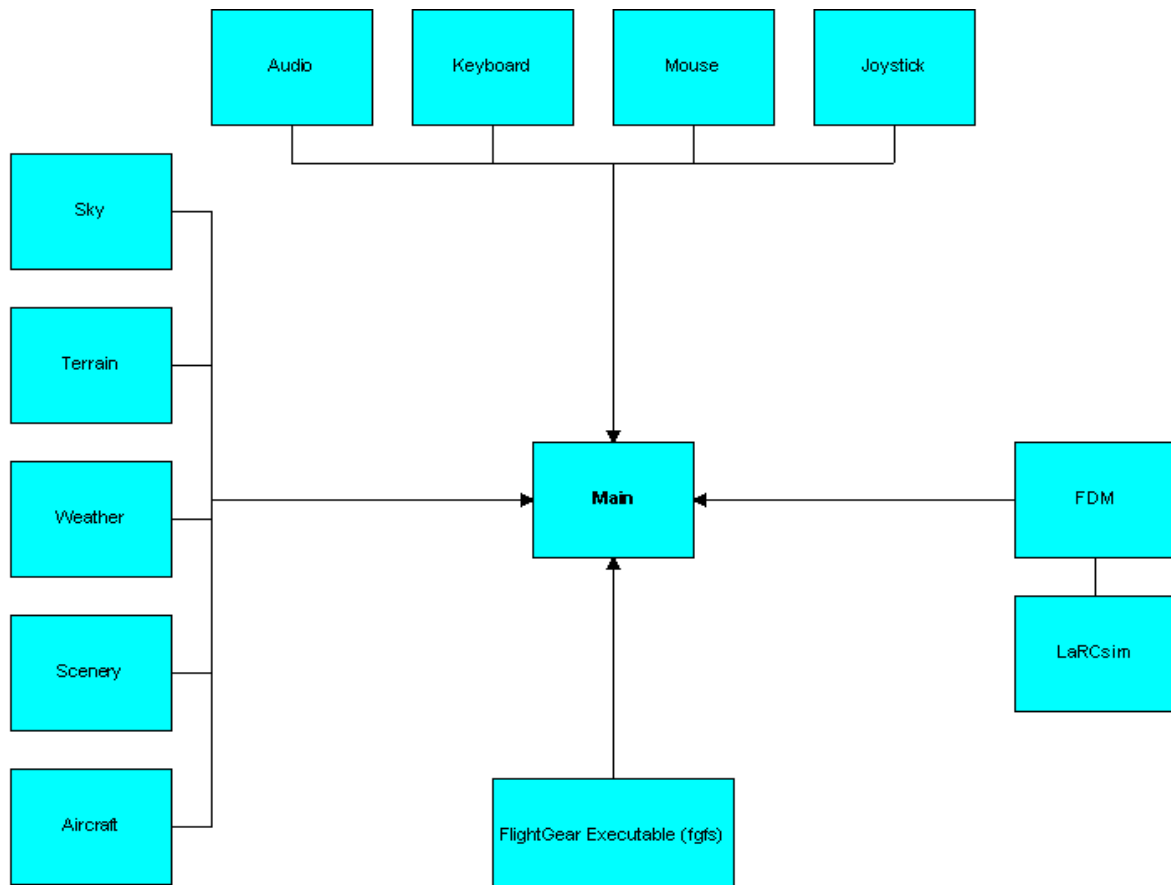 Audio
Keyboard
Mouse
Joystick
Sky
Terrain
Weather
Scenery
Aircraft
Main
FDM
LaRCsim
FlightGear Executable (fgfs)